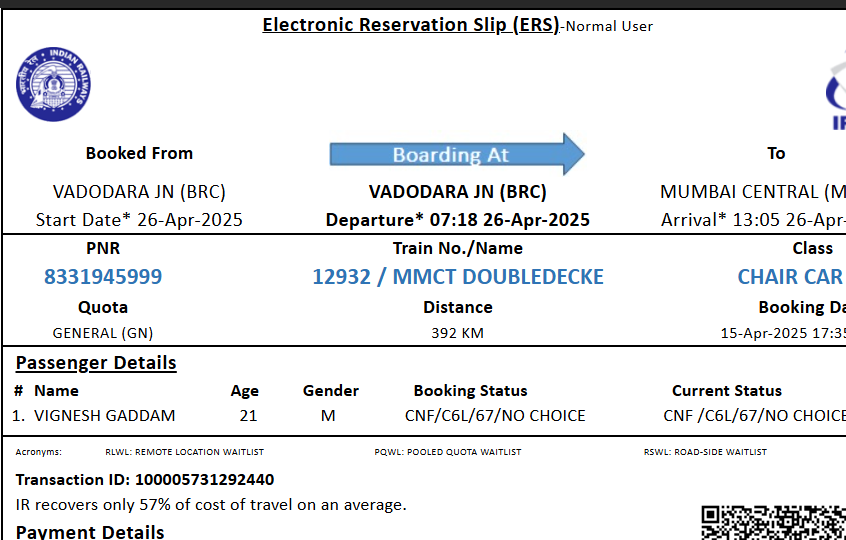 Electronic Reservation Slip (ERS)-Normal User
INDIAN RAILWAYS
Booked From
Boarding At
To
VADODARA JN (BRC)
VADODARA JN (BRC)
MUMBAI CENTRAL (M
Start Date* 26-Apr-2025
Departure* 07:18 26-Apr-2025
Arrival* 13:05 26-Apr-
PNR
Train No./Name
Class
8331945999
12932 / MMCT DOUBLEDECKE
CHAIR CAR
Quota
Distance
Booking Da
GENERAL (GN)
392 KM
15-Apr-2025 17:35
Passenger Details
# Name Age Gender Booking Status Current Status
1. VIGNESH GADDAM 21 M CNF/C6L/67/NO CHOICE CNF /C6L/67/NO CHOICE
Acronyms: RLWL: REMOTE LOCATION WAITLIST PQWL: POOLED QUOTA WAITLIST RSWL: ROAD-SIDE WAITLIST
Transaction ID: 100005731292440
IR recovers only 57% of cost of travel on an average.
Payment Details